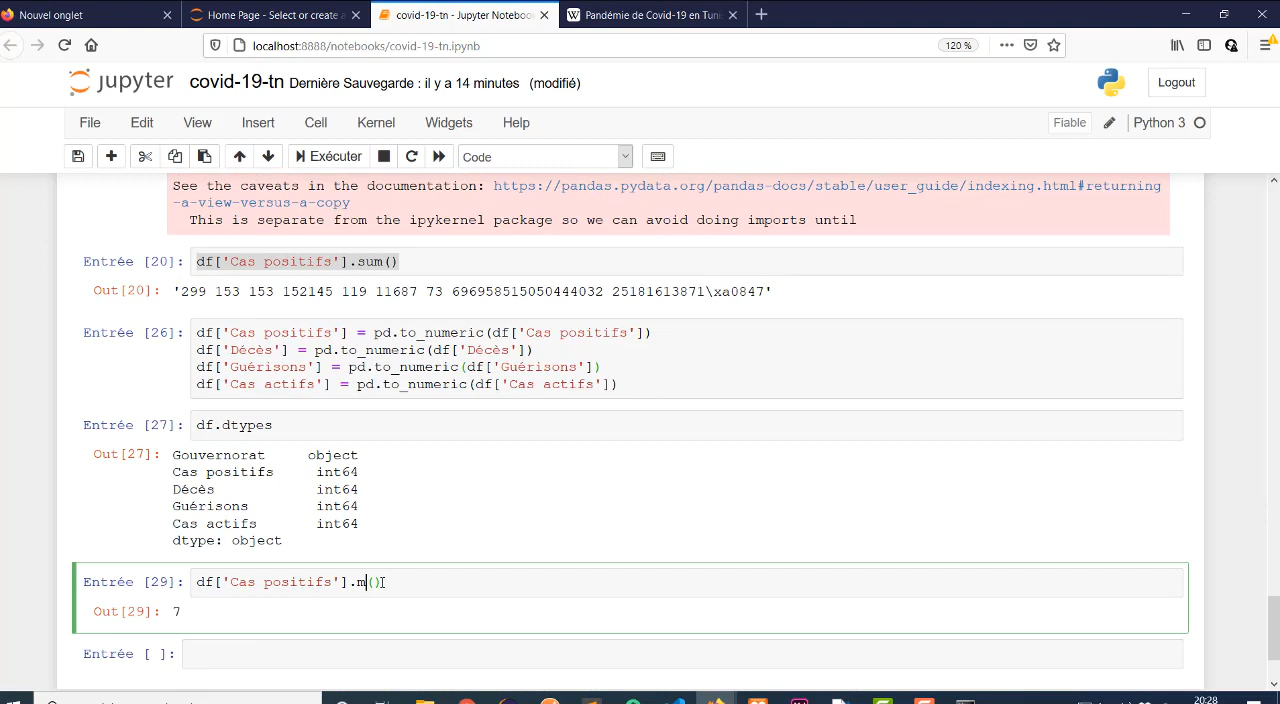 Nouvel onglet
Home Page - Select or create a
covid-19-tn - Jupyter Notebook
Pandémie de Covid-19 en Tunis
localhost:8888/notebooks/covid-19-tn.ipynb
120 %
jupyter
covid-19-tn Dernière Sauvegarde : il y a 14 minutes (modifié)
Logout
File Edit View Insert Cell Kernel Widgets Help
Fiable
Python 3
Exécuter
Code
See the caveats in the documentation: https://pandas.pydata.org/pandas-docs/stable/user_guide/indexing.html#returning
-a-view-versus-a-copy
This is separate from the ipykernel package so we can avoid doing imports until
Entrée [20]: df['Cas positifs'].sum()
Out[20]: '299 153 153 152145 119 11687 73 696958515050444032 25181613871\xa0847'
Entrée [26]: df['Cas positifs'] = pd.to_numeric(df['Cas positifs'])
df['Décès'] = pd.to_numeric(df['Décès'])
df['Guérisons'] = pd.to_numeric(df['Guérisons'])
df['Cas actifs'] = pd.to_numeric(df['Cas actifs'])
Entrée [27]: df.dtypes
Out[27]: Gouvernorat object
Cas positifs int64
Décès int64
Guérisons int64
Cas actifs int64
dtype: object
Entrée [29]: df['Cas positifs'].m()
Out[29]: 7
Entrée [ ]:
20:28